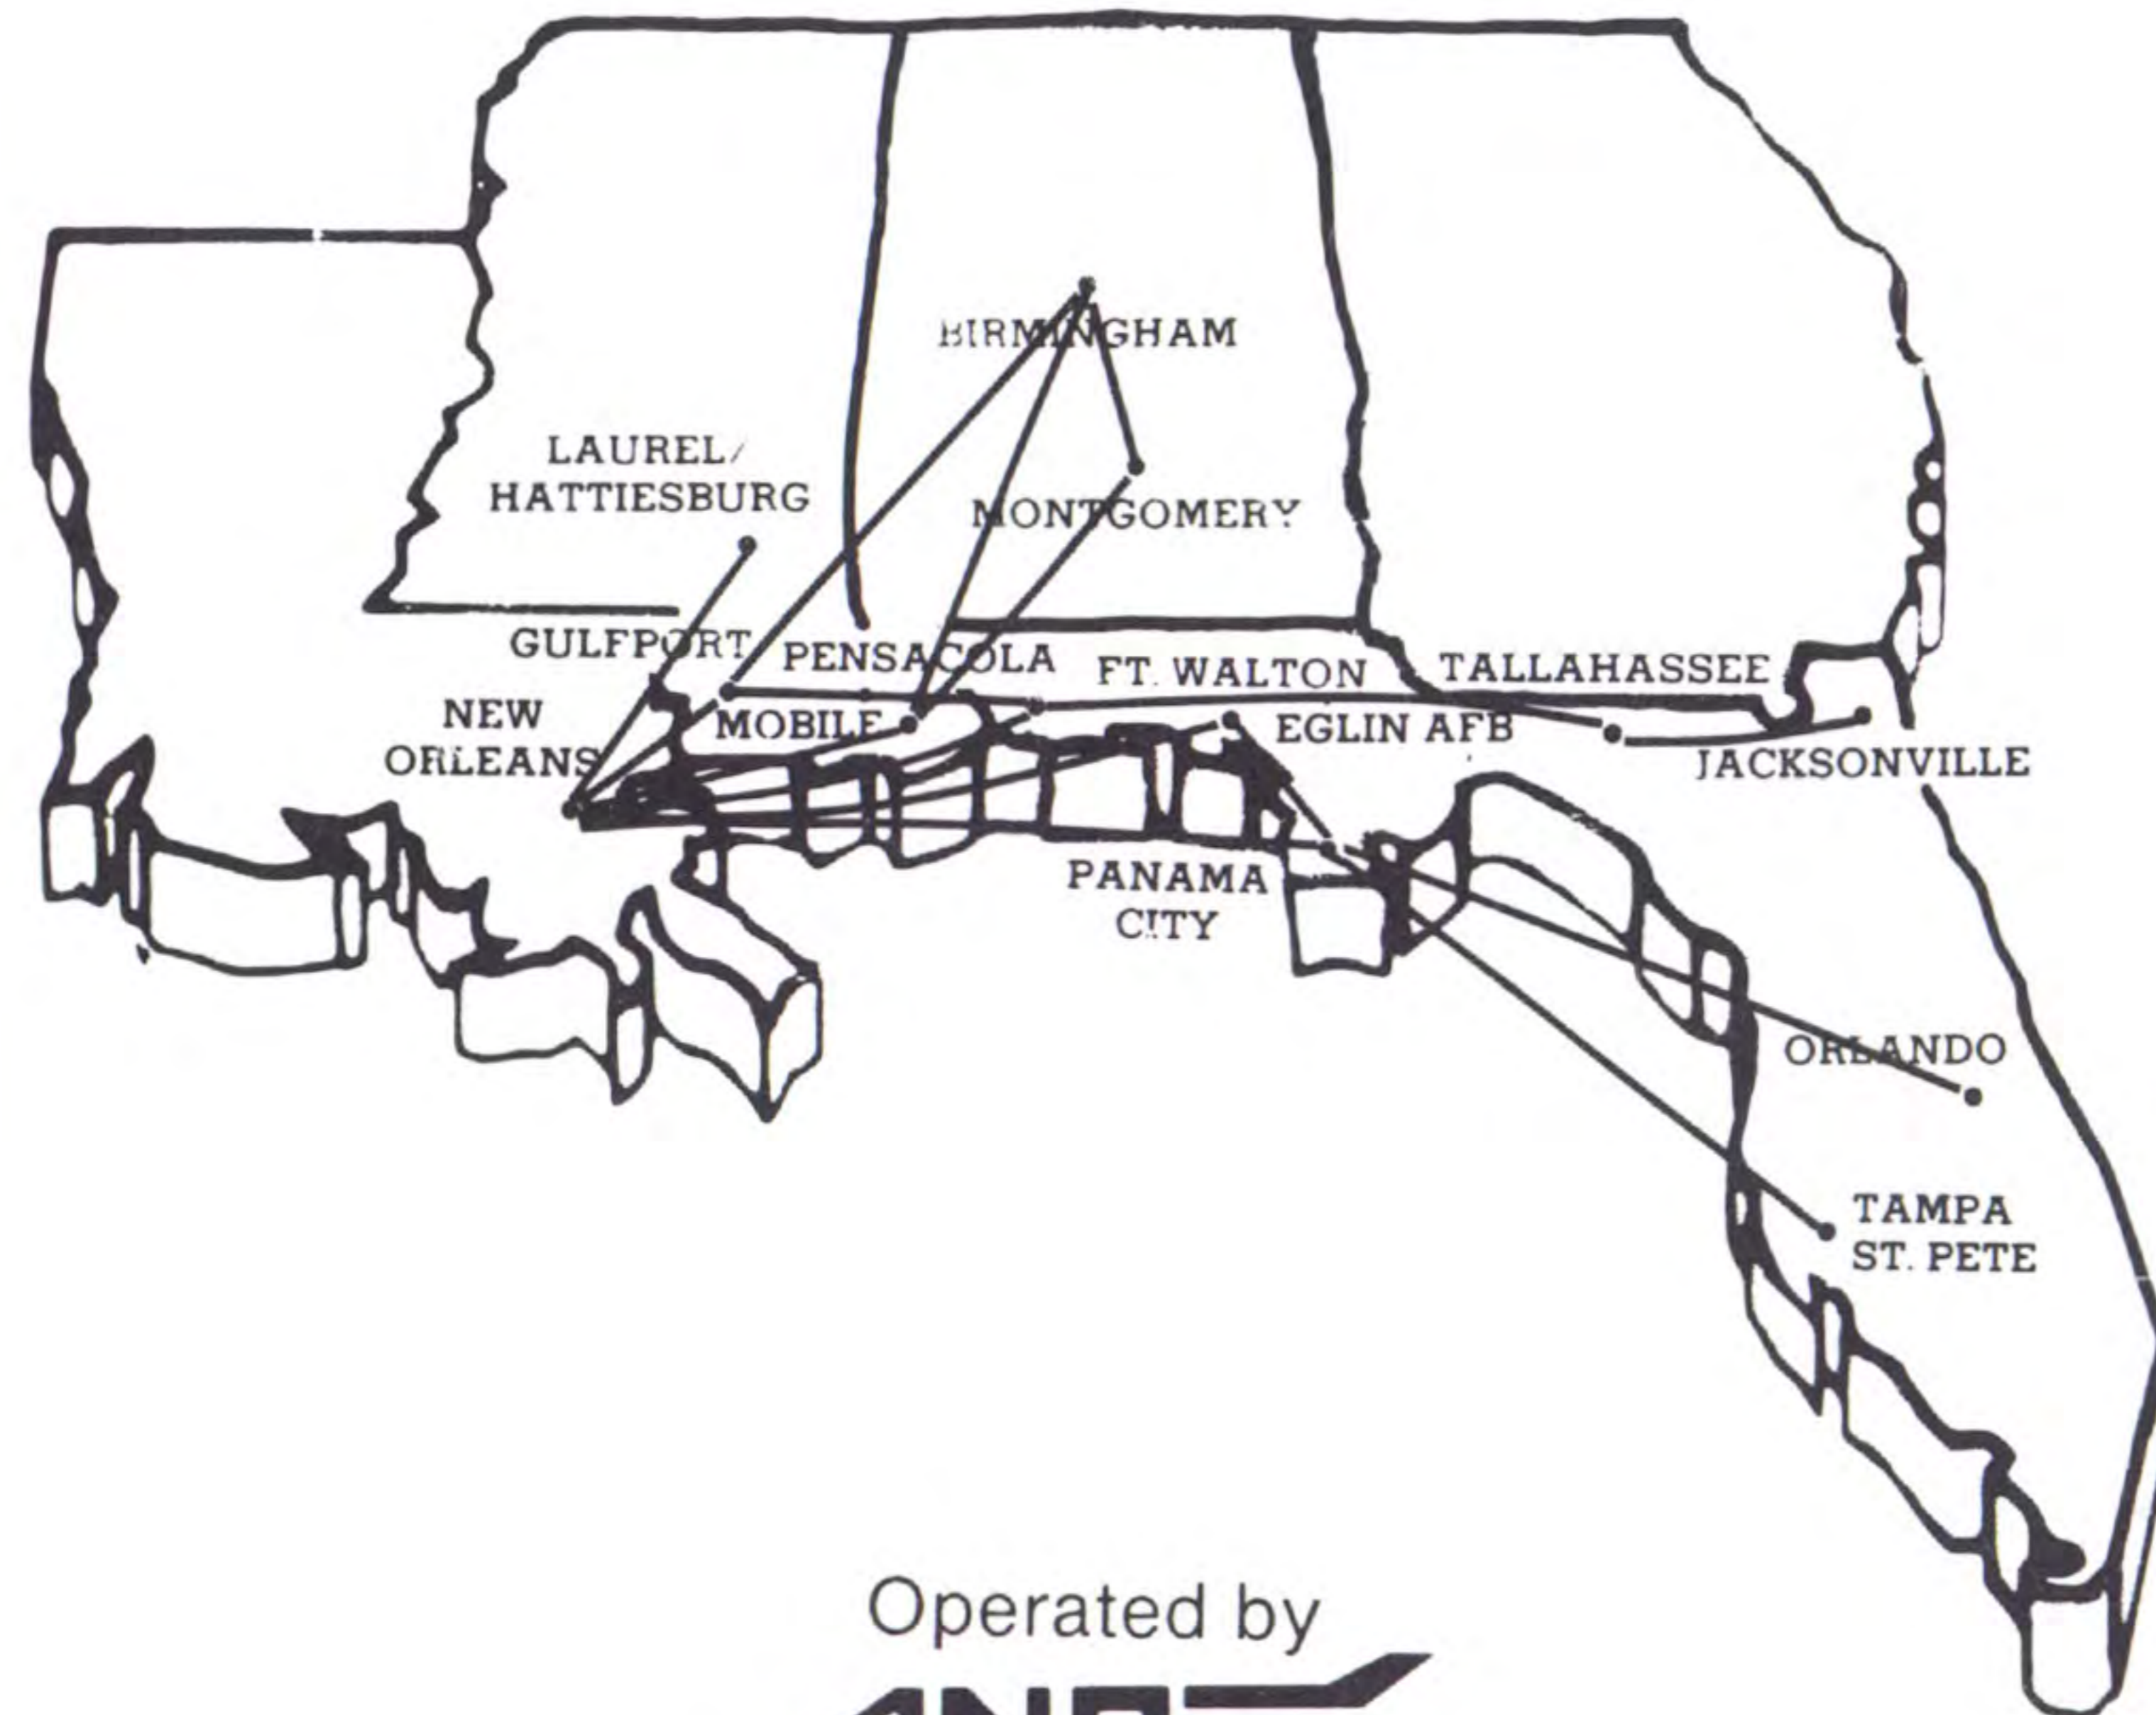 BIRMINGHAM
LAUREL/
HATTIESBURG
MONTGOMERY
GULFPORT
PENSACOLA
FT. WALTON
TALLAHASSEE
NEW
ORLEANS
MOBILE
EGLIN AFB
JACKSONVILLE
PANAMA
CITY
ORLANDO
TAMPA
ST. PETE
Operated by